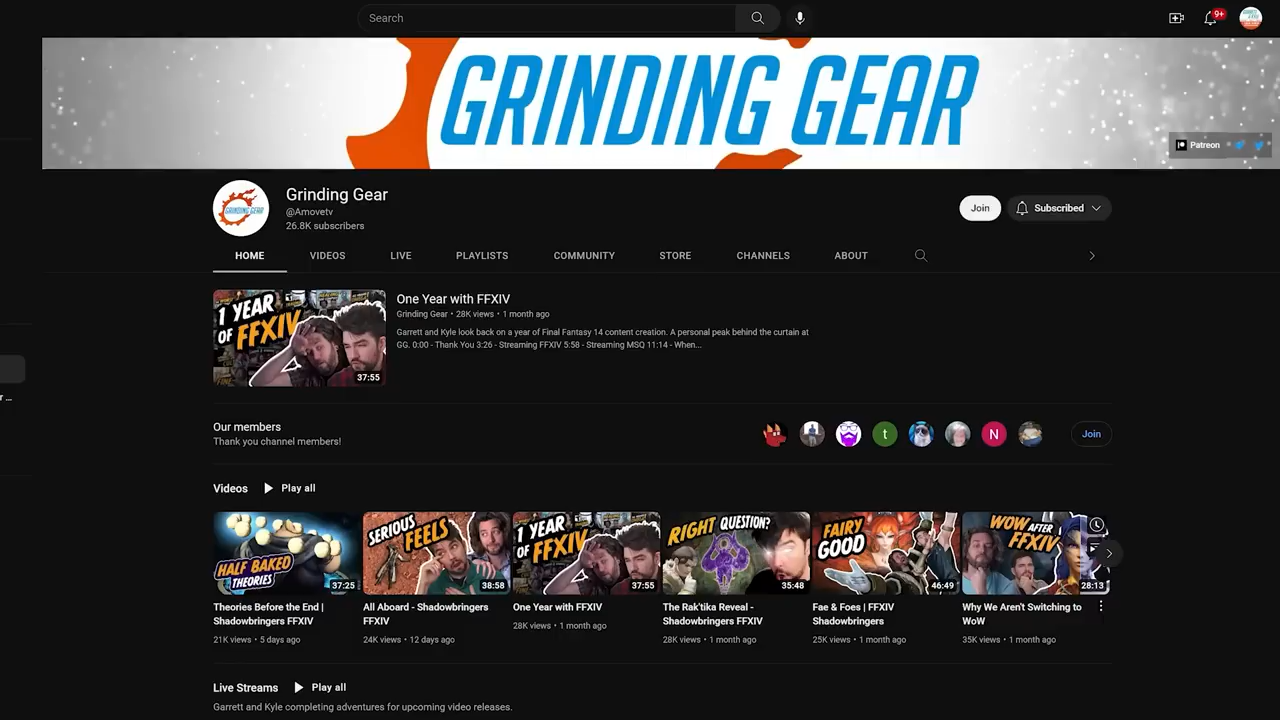 Search
9+
GRINDING GEAR
Patreon
GRINDING GEAR
Grinding Gear
@Amovetv
26.8K subscribers
Join
Subscribed
HOME
VIDEOS
LIVE
PLAYLISTS
COMMUNITY
STORE
CHANNELS
ABOUT
1 YEAR
OF FFXIV
37:55
One Year with FFXIV
Grinding Gear • 28K views • 1 month ago
Garrett and Kyle look back on a year of Final Fantasy 14 content creation. A personal peak behind the curtain at
GG. 0:00 - Thank You 3:26 - Streaming FFXIV 5:58 - Streaming MSQ 11:14 - When...
r ...
Our members
Thank you channel members!
t
N
Join
Videos
Play all
HALF BAKED
THEORIES
37:25
SERIOUS
FEELS
38:58
1 YEAR
OF FFXIV
37:55
RIGHT QUESTION?
35:48
FAIRY
GOOD
46:49
WOW AFTER
FFXIV
28:13
Theories Before the End |
Shadowbringers FFXIV
21K views • 5 days ago
All Aboard - Shadowbringers
FFXIV
24K views • 12 days ago
One Year with FFXIV
28K views • 1 month ago
The Rak'tika Reveal -
Shadowbringers FFXIV
28K views • 1 month ago
Fae & Foes | FFXIV
Shadowbringers
25K views • 1 month ago
Why We Aren't Switching to
WoW
35K views • 1 month ago
Live Streams
Play all
Garrett and Kyle completing adventures for upcoming video releases.